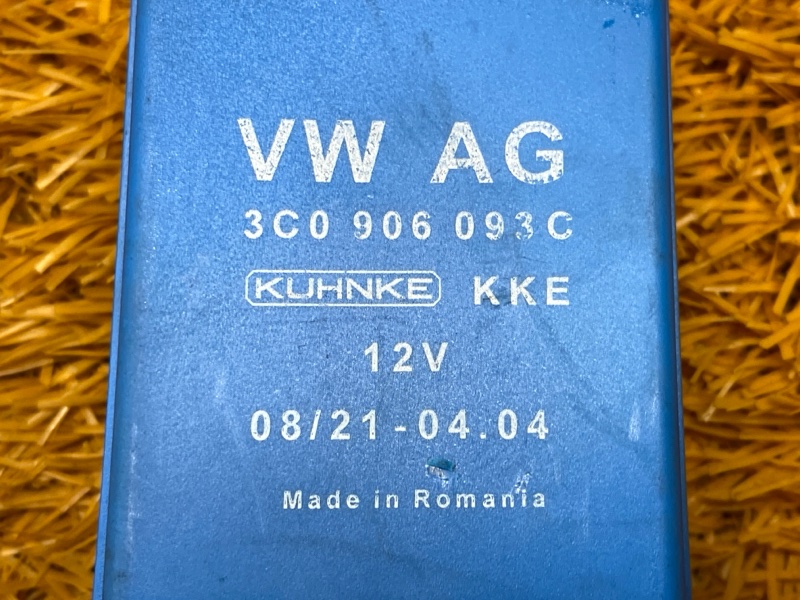 VW AG
3C0 906 093C
KUHNKE KKE
12V
08/21-04.04
Made in Romania